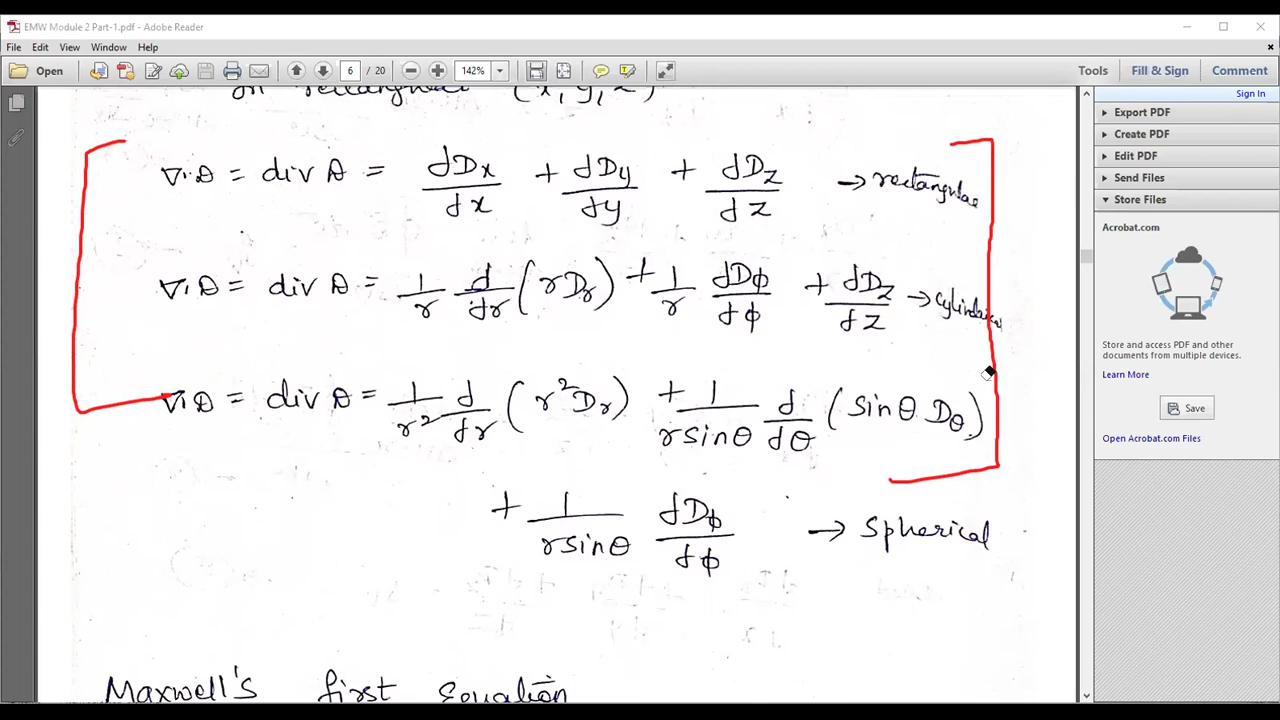 EMW Module 2 Part-1.pdf - Adobe Reader
File Edit View Window Help
Open 6 / 20 142% Tools Fill & Sign Comment
Sign In
Export PDF
Create PDF
Edit PDF
Send Files
Store Files
Acrobat.com
Store and access PDF and other
documents from multiple devices.
Learn More
Save
Open Acrobat.com Files
in rectangular (x, y, z)
∇.D = div D = dDx/dx + dDy/dy + dDz/dz → rectangular
∇.D = div D = 1/r d/dr (rDr) + 1/r dDφ/dφ + dDz/dz → cylindrical
∇.D = div D = 1/r² d/dr (r²Dr) + 1/rsinθ d/dθ (sinθ Dθ)
+ 1/rsinθ dDφ/dφ → Spherical
Maxwell's first Equation